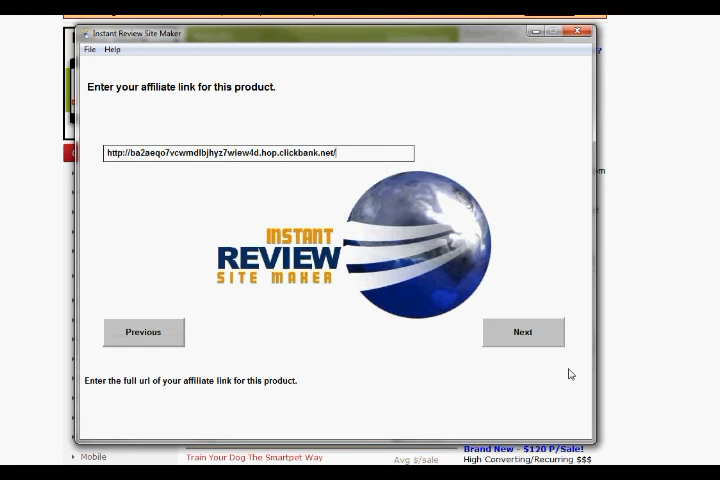 Instant Review Site Maker
File Help
Enter your affiliate link for this product.
http://ba2aeqo7vcwmdlbjhyz7wiew4d.hop.clickbank.net/
INSTANT
REVIEW
SITE MAKER
Previous
Next
Enter the full url of your affiliate link for this product.
Mobile
Train Your Dog The Smartpet Way
Avg $/sale
Brand New - $120 P/Sale!
High Converting/Recurring $$$